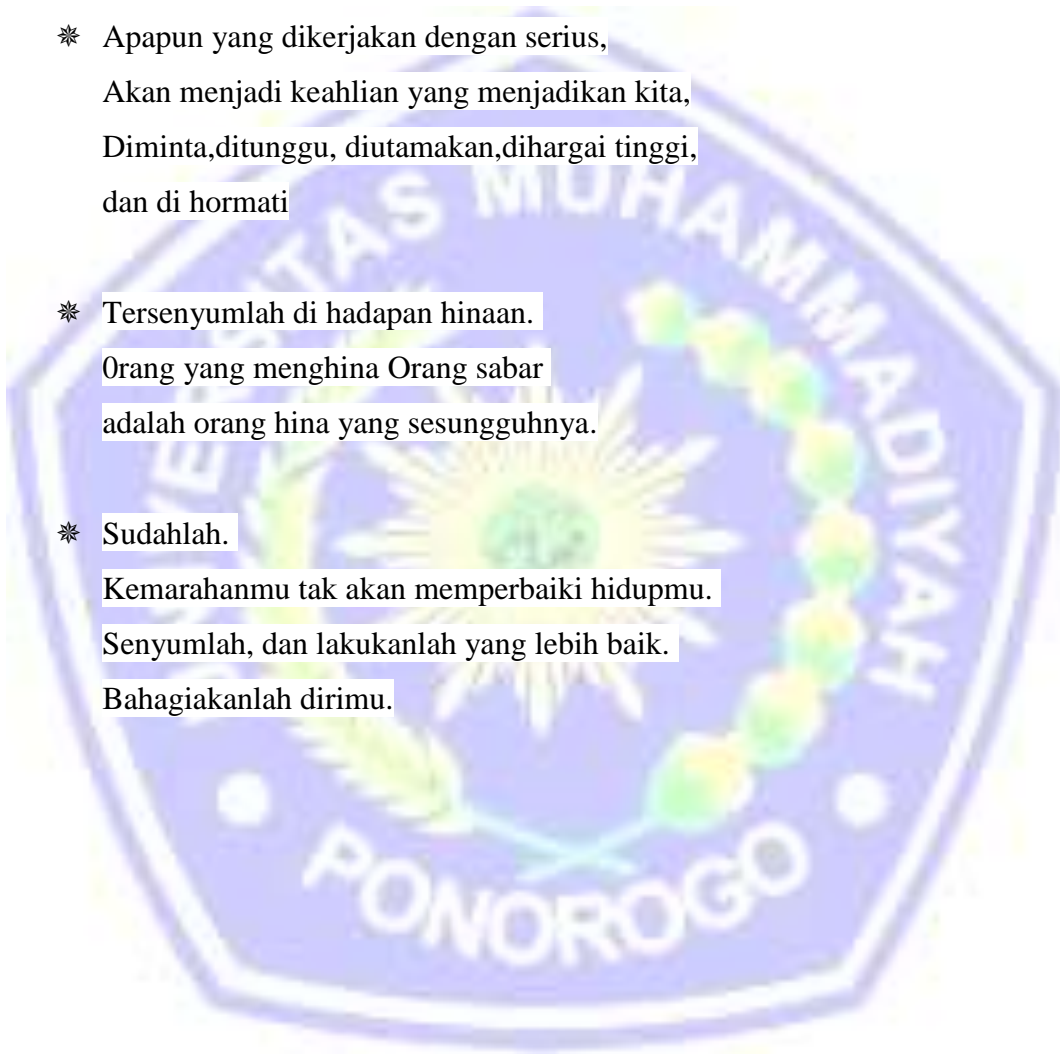 ✵ Apapun yang dikerjakan dengan serius,
Akan menjadi keahlian yang menjadikan kita,
Diminta,ditunggu, diutamakan,dihargai tinggi,
dan di hormati
✵ Tersenyumlah di hadapan hinaan.
0rang yang menghina Orang sabar
adalah orang hina yang sesungguhnya.
✵ Sudahlah.
Kemarahanmu tak akan memperbaiki hidupmu.
Senyumlah, dan lakukanlah yang lebih baik.
Bahagiakanlah dirimu.
UNIVERSITAS MUHAMMADIYAH
PONOROGO